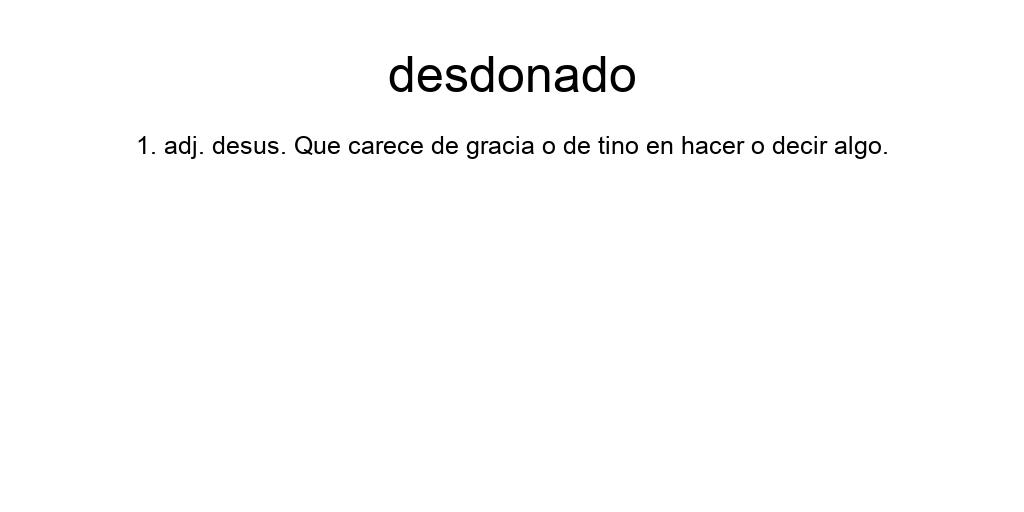 desdonado
1. adj. desus. Que carece de gracia o de tino en hacer o decir algo.